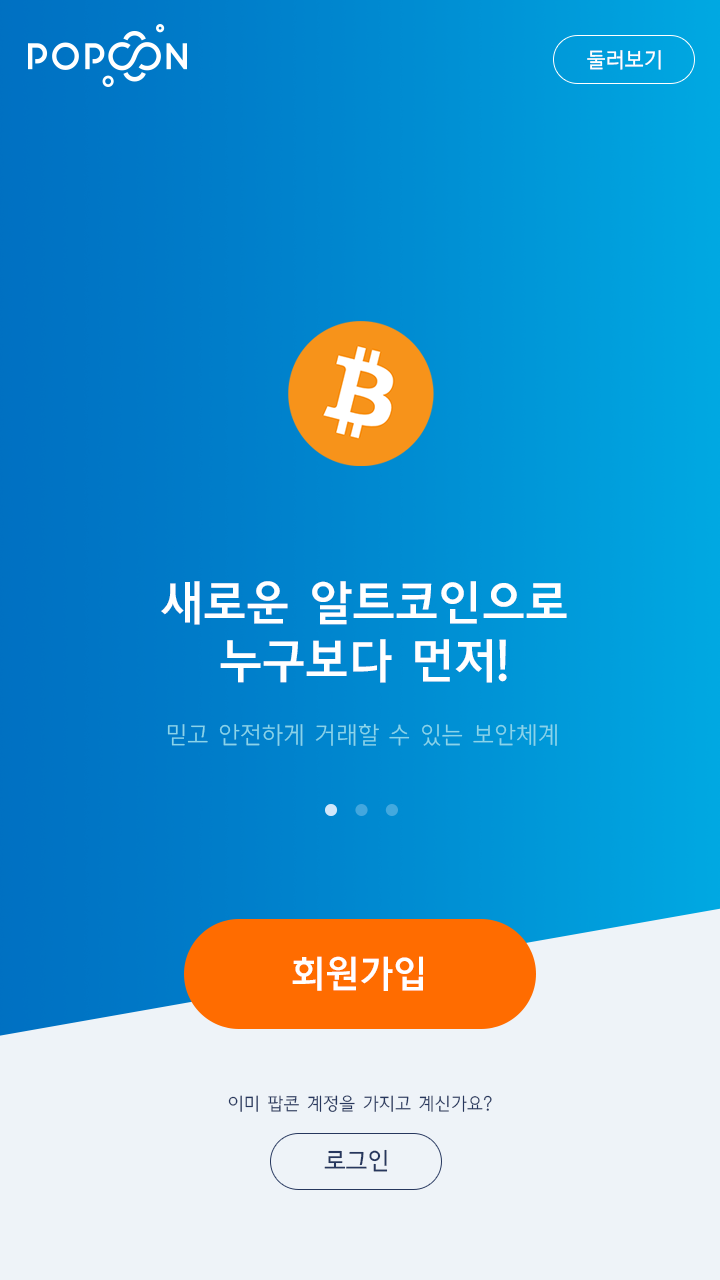 POPCON
둘러보기
새로운 알트코인으로
누구보다 먼저!
믿고 안전하게 거래할 수 있는 보안체계
회원가입
이미 팝콘 계정을 가지고 계신가요?
로그인